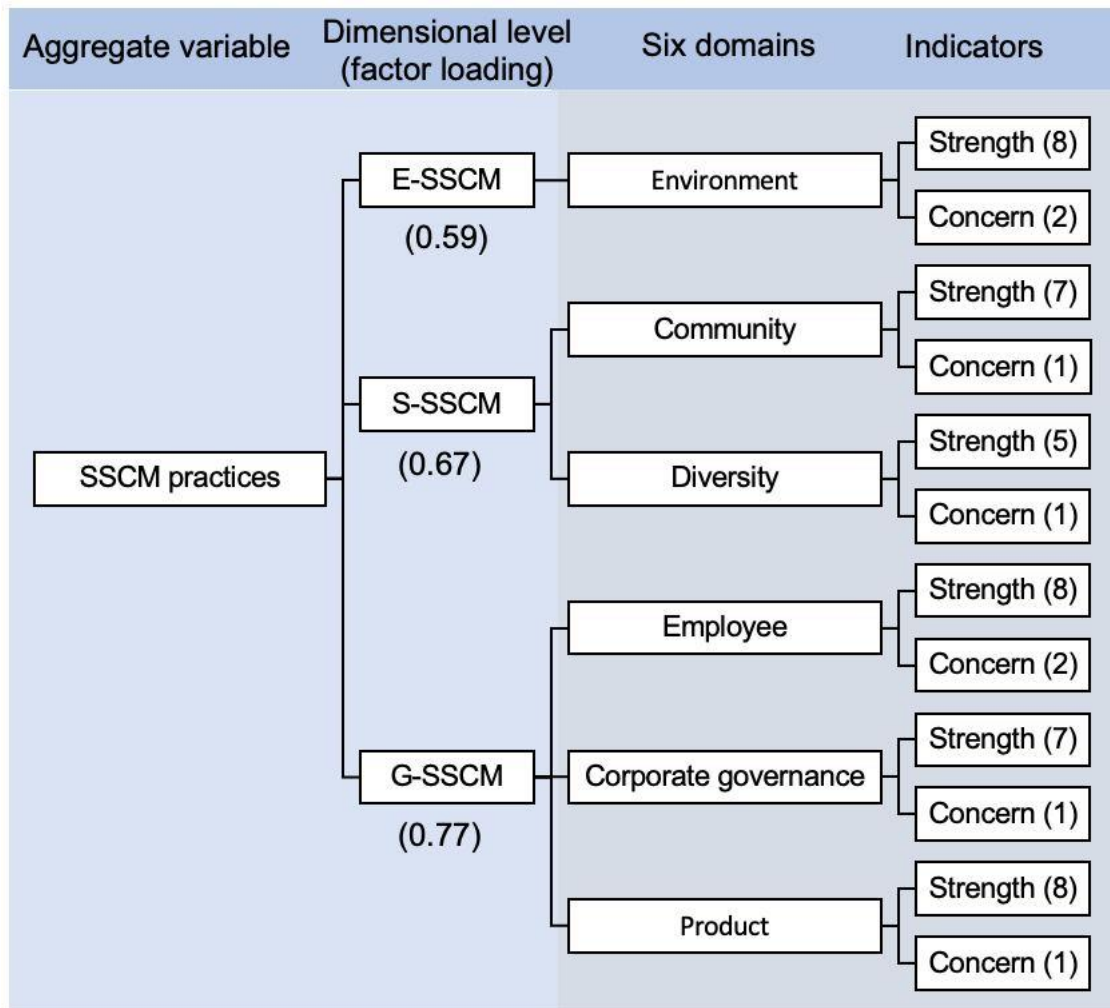 Aggregate variable
Dimensional level
(factor loading)
Six domains
Indicators
SSCM practices
E-SSCM
(0.59)
Environment
Strength (8)
Concern (2)
S-SSCM
(0.67)
Community
Strength (7)
Concern (1)
Diversity
Strength (5)
Concern (1)
G-SSCM
(0.77)
Employee
Strength (8)
Concern (2)
Corporate governance
Strength (7)
Concern (1)
Product
Strength (8)
Concern (1)